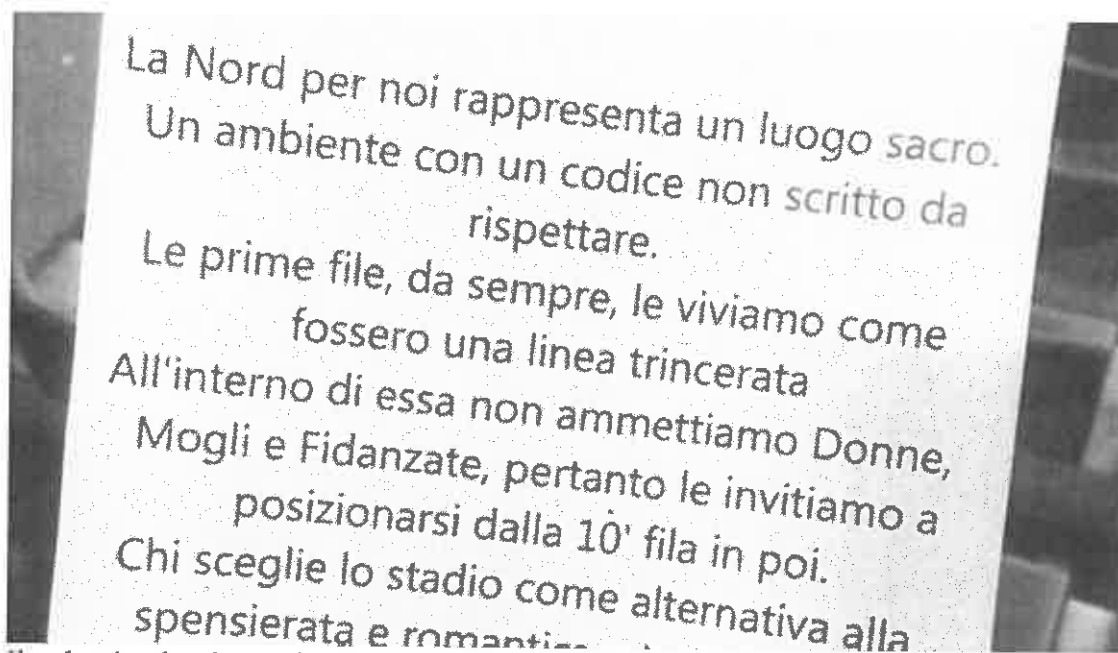 La Nord per noi rappresenta un luogo sacro.
Un ambiente con un codice non scritto da
rispettare.
Le prime file, da sempre, le viviamo come
fossero una linea trincerata
All'interno di essa non ammettiamo Donne,
Mogli e Fidanzate, pertanto le invitiamo a
posizionarsi dalla 10' fila in poi.
Chi sceglie lo stadio come alternativa alla
spensierata e